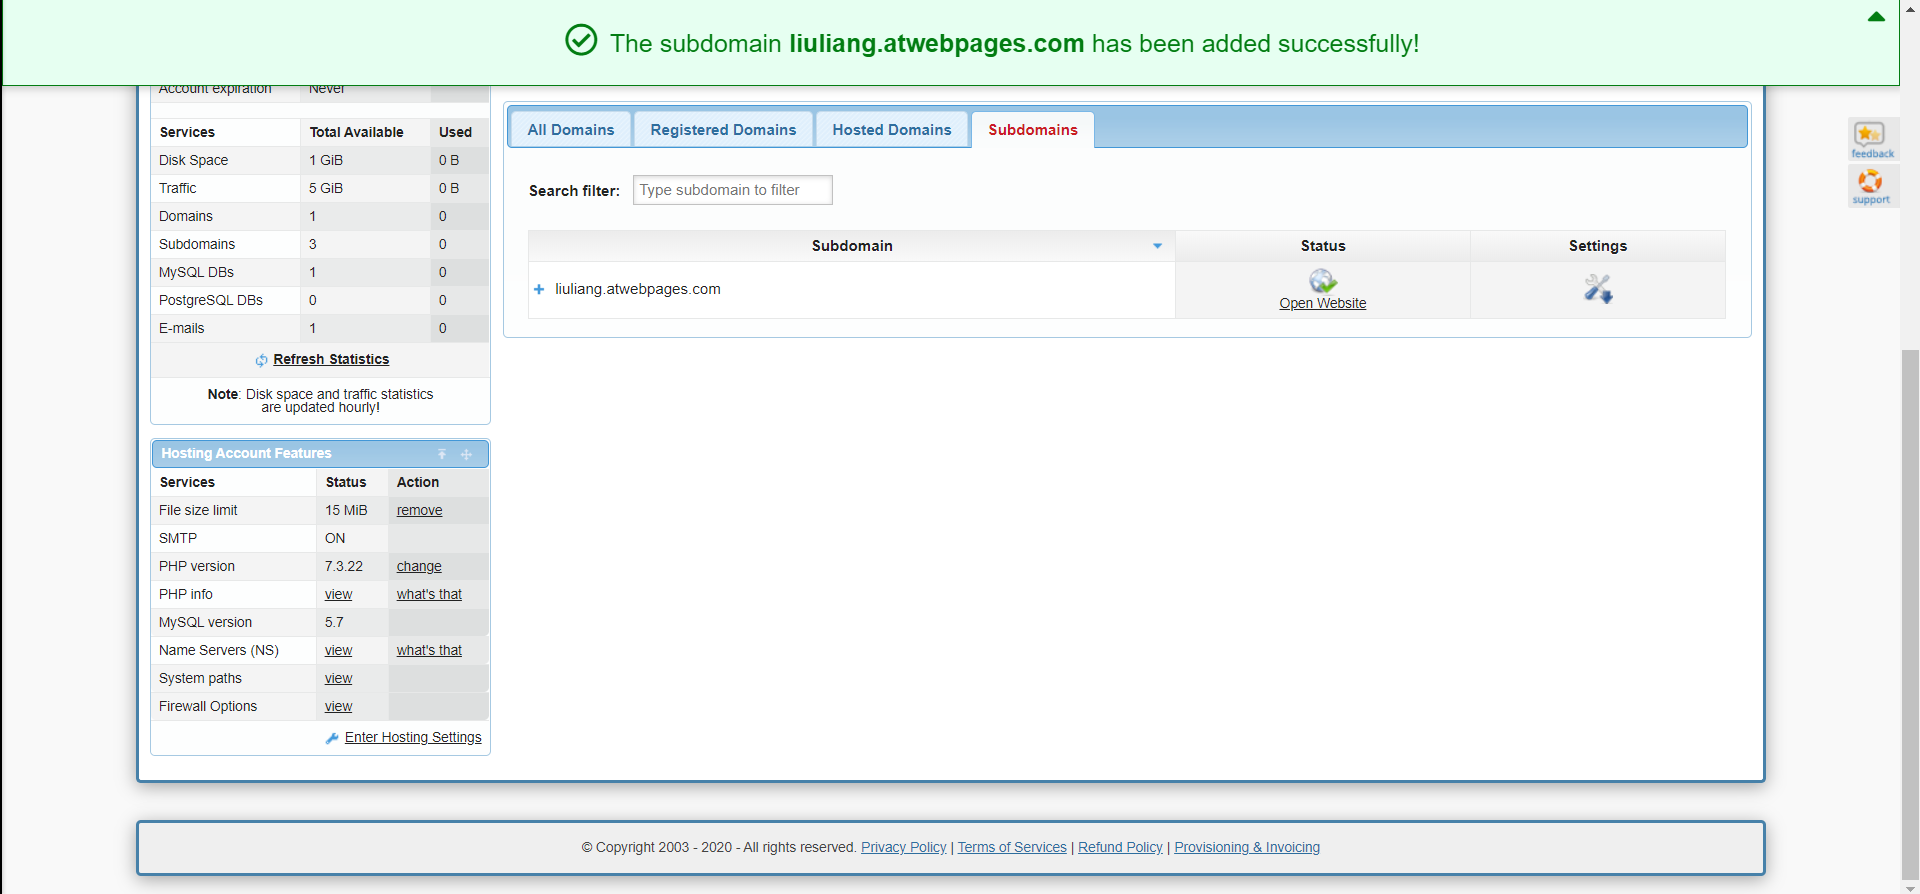 The subdomain liuliang.atwebpages.com has been added successfully!
Account expiration Never
Services Total Available Used
Disk Space 1 GiB 0 B
Traffic 5 GiB 0 B
Domains 1 0
Subdomains 3 0
MySQL DBs 1 0
PostgreSQL DBs 0 0
E-mails 1 0
Refresh Statistics
Note: Disk space and traffic statistics
are updated hourly!
Hosting Account Features
Services Status Action
File size limit 15 MiB remove
SMTP ON
PHP version 7.3.22 change
PHP info view what's that
MySQL version 5.7
Name Servers (NS) view what's that
System paths view
Firewall Options view
Enter Hosting Settings
All Domains Registered Domains Hosted Domains Subdomains
Search filter: Type subdomain to filter
Subdomain Status Settings
liuliang.atwebpages.com Open Website
feedback
support
© Copyright 2003 - 2020 - All rights reserved. Privacy Policy | Terms of Services | Refund Policy | Provisioning & Invoicing